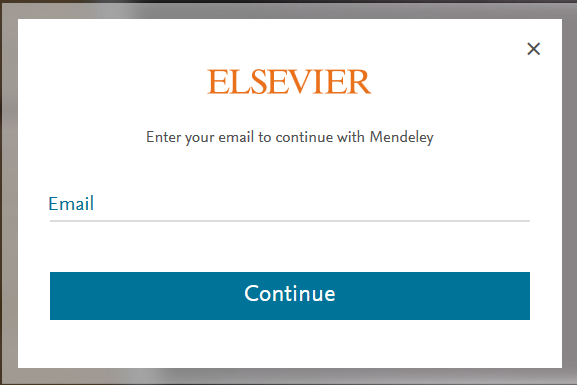 ELSEVIER
Enter your email to continue with Mendeley
Email
Continue